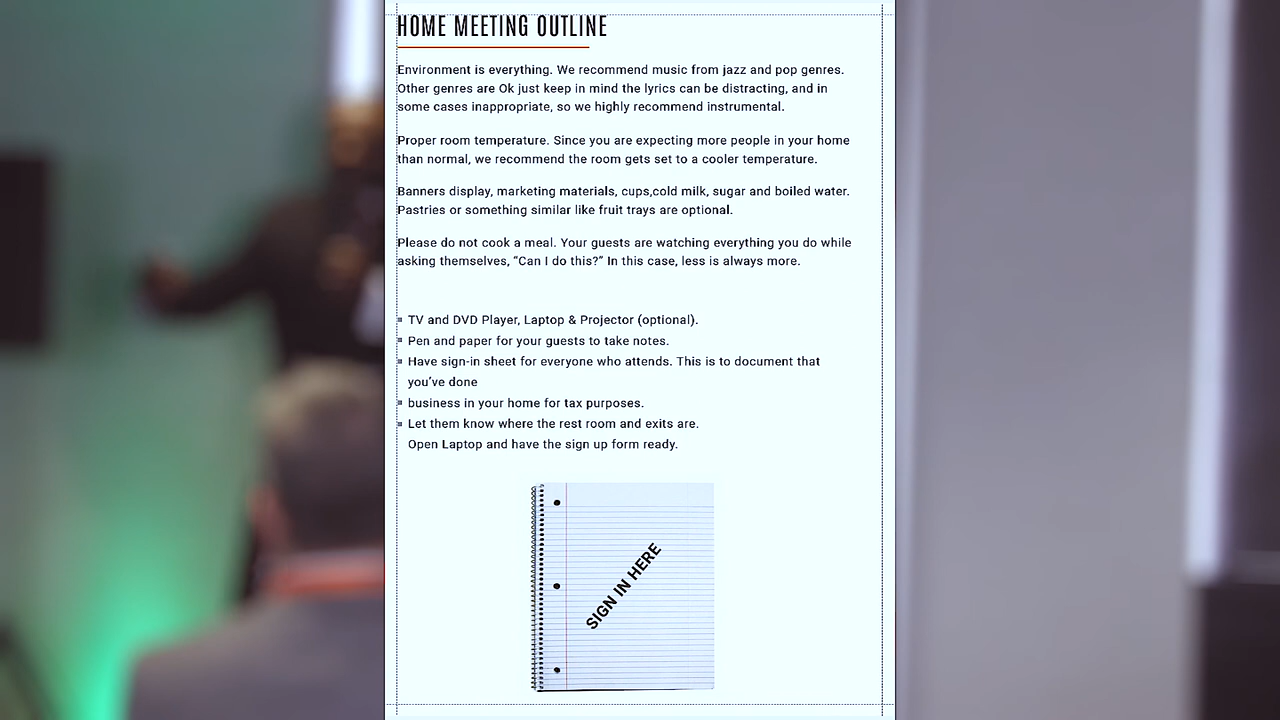 HOME MEETING OUTLINE
Environment is everything. We recommend music from jazz and pop genres.
Other genres are Ok just keep in mind the lyrics can be distracting, and in
some cases inappropriate, so we highly recommend instrumental.
Proper room temperature. Since you are expecting more people in your home
than normal, we recommend the room gets set to a cooler temperature.
Banners display, marketing materials, cups,cold milk, sugar and boiled water.
Pastries or something similar like fruit trays are optional.
Please do not cook a meal. Your guests are watching everything you do while
asking themselves, “Can I do this?” In this case, less is always more.
TV and DVD Player, Laptop & Projector (optional).
Pen and paper for your guests to take notes.
Have sign-in sheet for everyone who attends. This is to document that
you’ve done
business in your home for tax purposes.
Let them know where the rest room and exits are.
Open Laptop and have the sign up form ready.
SIGN IN HERE